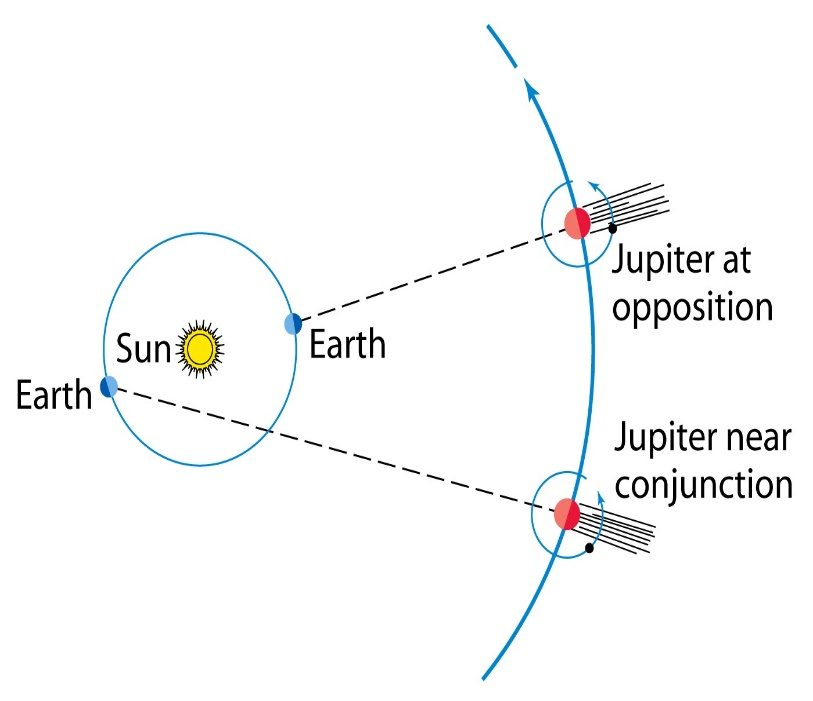 Jupiter at
opposition
Sun
Earth
Earth
Jupiter near
conjunction